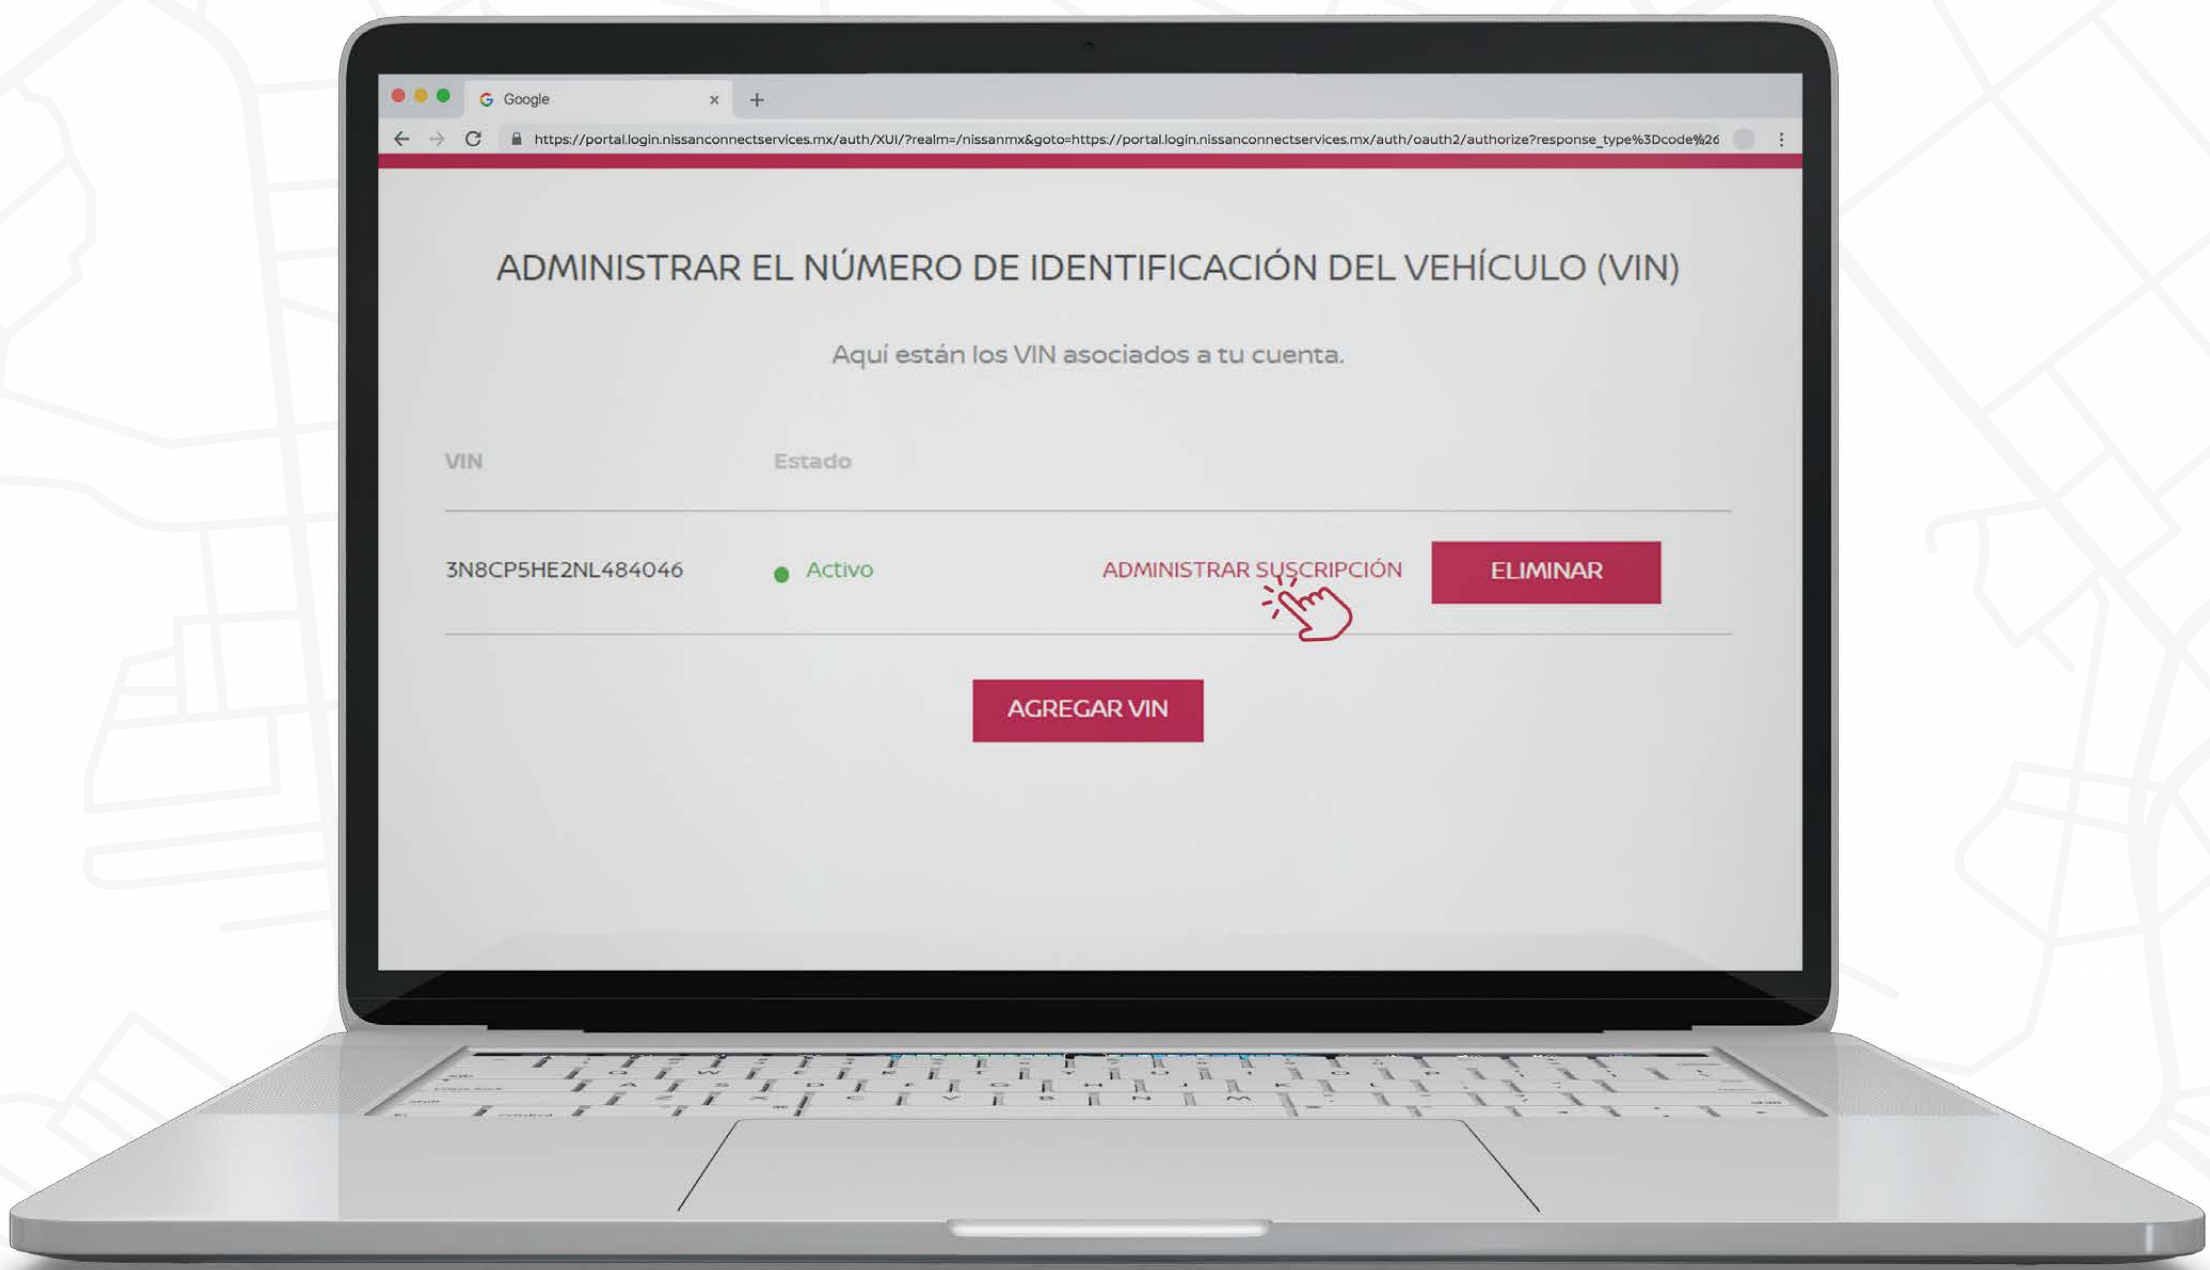 Google
https://portal.login.nissanconnectservices.mx/auth/XUI/?realm=/nissanmx&goto=https://portal.login.nissanconnectservices.mx/auth/oauth2/authorize?response_type%3Dcode%26
ADMINISTRAR EL NÚMERO DE IDENTIFICACIÓN DEL VEHÍCULO (VIN)
Aquí están los VIN asociados a tu cuenta.
VIN Estado
3N8CP5HE2NL484046 Activo ADMINISTRAR SUSCRIPCIÓN ELIMINAR
AGREGAR VIN